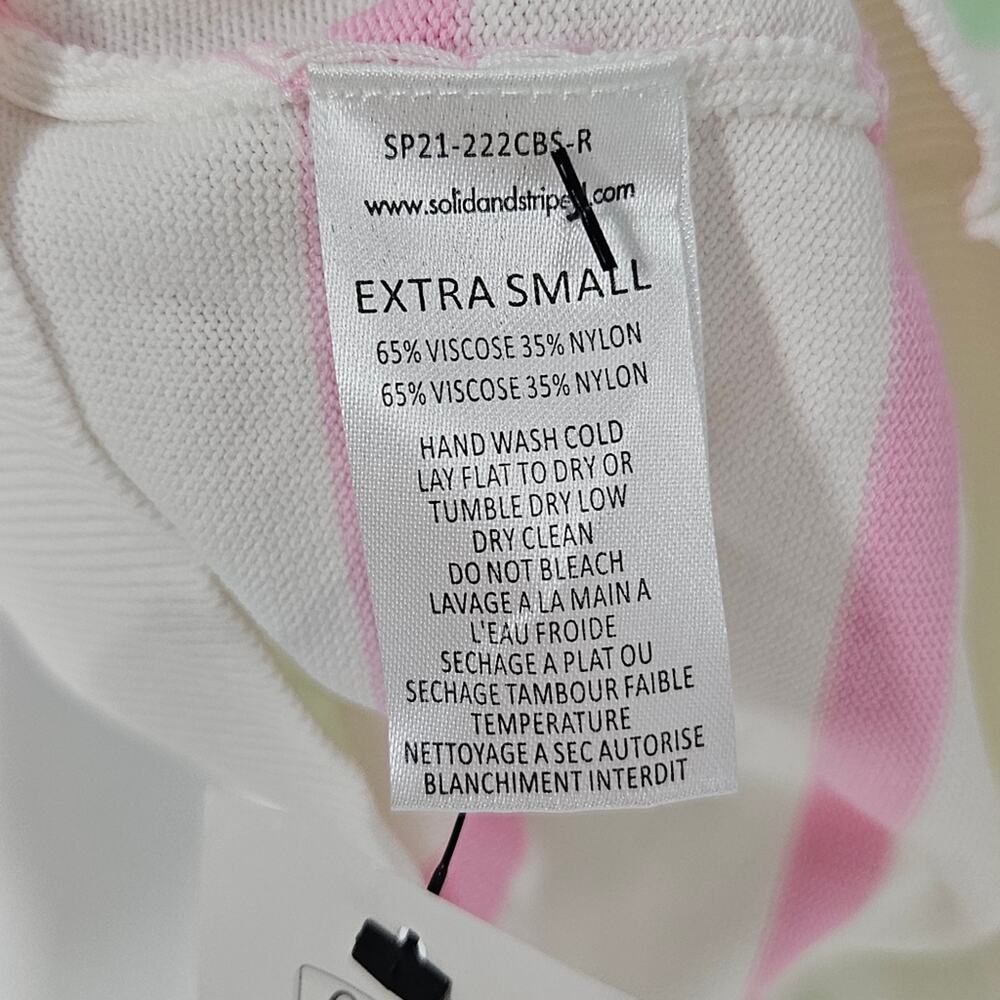 SP21-222CBS-R
www.solidandstripe.com
EXTRA SMALL
65% VISCOSE 35% NYLON
65% VISCOSE 35% NYLON
HAND WASH COLD
LAY FLAT TO DRY OR
TUMBLE DRY LOW
DRY CLEAN
DO NOT BLEACH
LAVAGE A LA MAIN A
L'EAU FROIDE
SECHAGE A PLAT OU
SECHAGE TAMBOUR FAIBLE
TEMPERATURE
NETTOYAGE A SEC AUTORISE
BLANCHIMENT INTERDIT